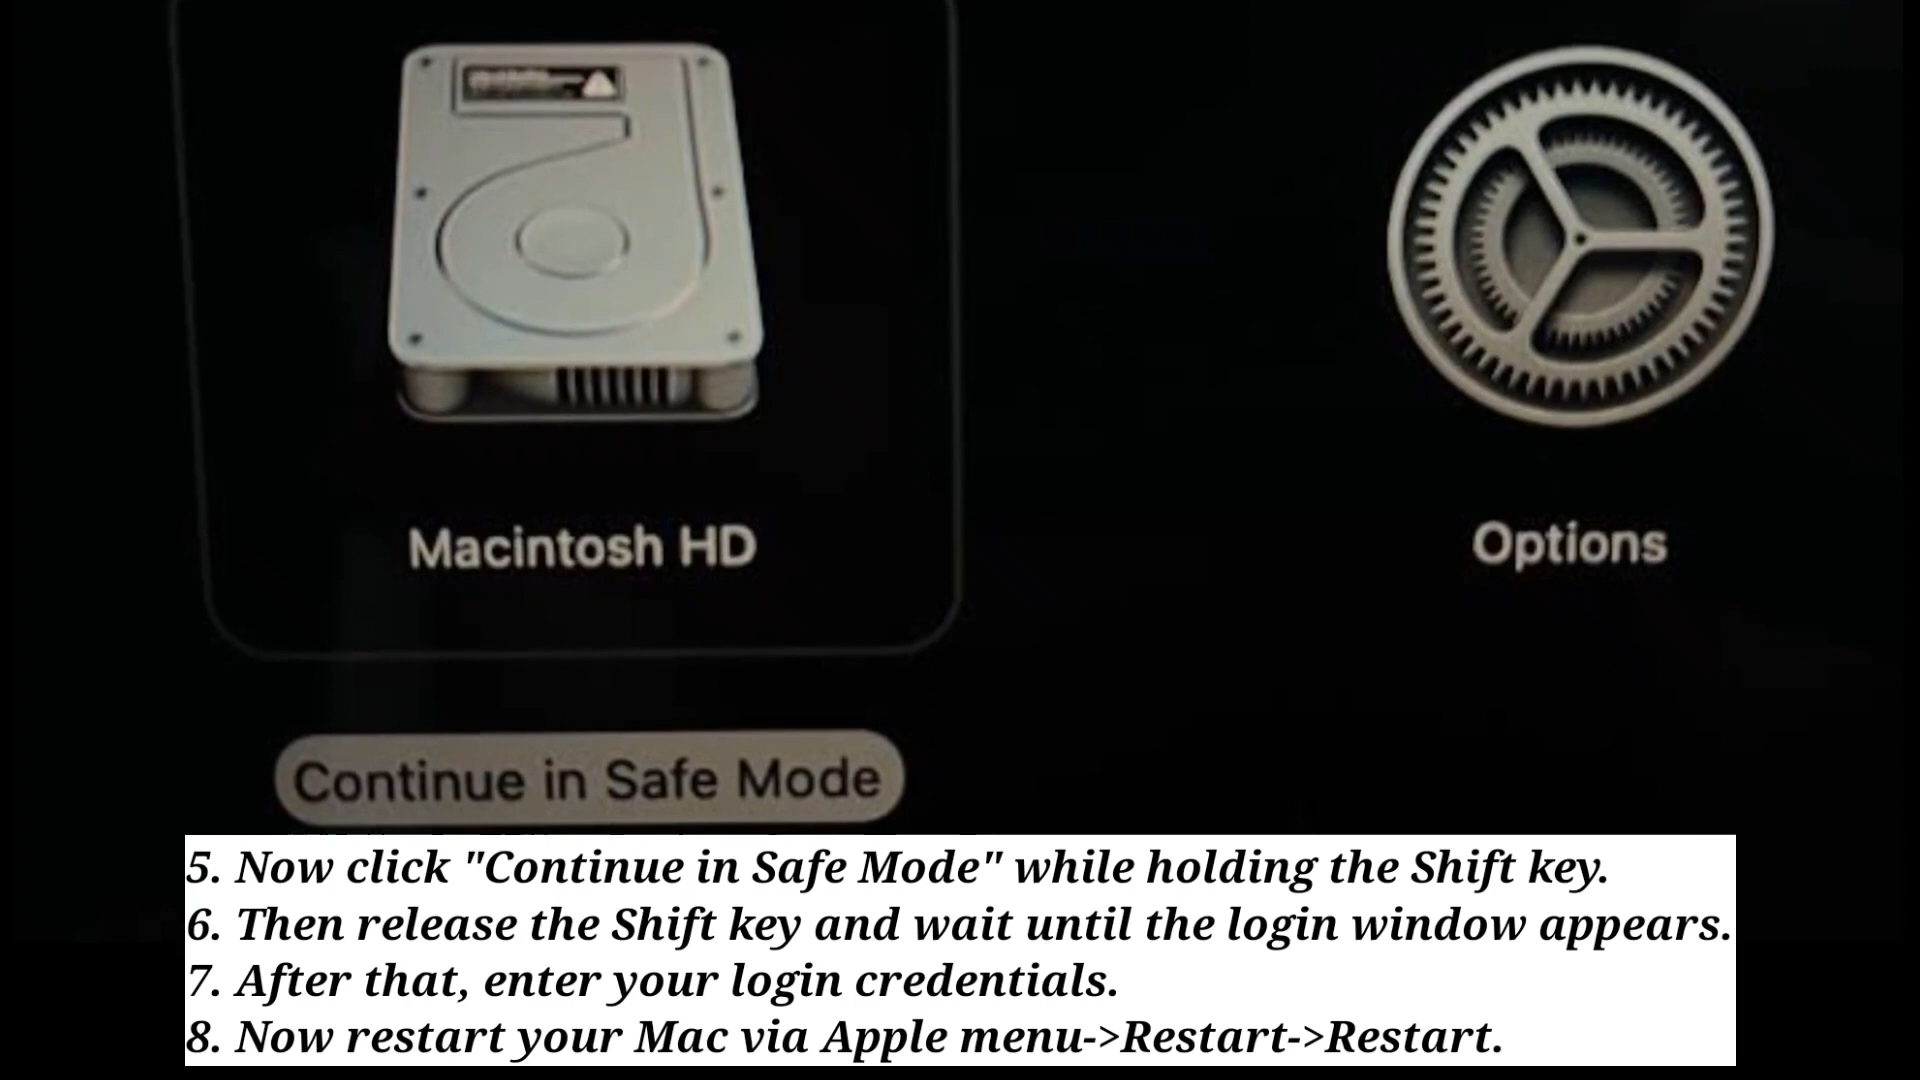 Macintosh HD
Options
Continue in Safe Mode
5. Now click "Continue in Safe Mode" while holding the Shift key.
6. Then release the Shift key and wait until the login window appears.
7. After that, enter your login credentials.
8. Now restart your Mac via Apple menu->Restart->Restart.